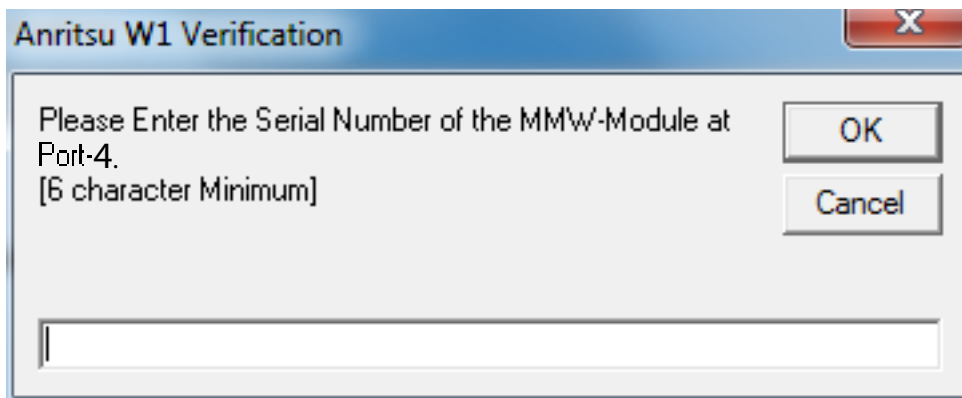 Anritsu W1 Verification
X
Please Enter the Serial Number of the MMW-Module at
Port-4.
[6 character Minimum]
OK
Cancel